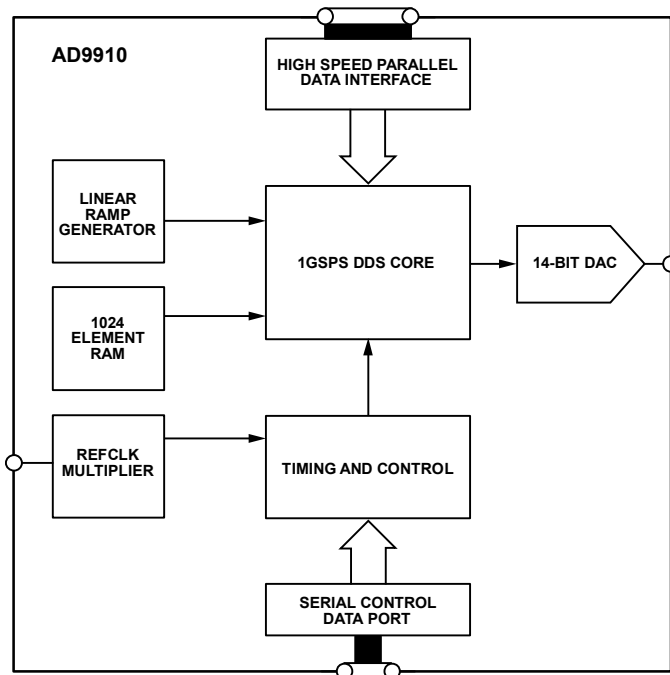 AD9910
HIGH SPEED PARALLEL
DATA INTERFACE
LINEAR
RAMP
GENERATOR
1GSPS DDS CORE
14-BIT DAC
1024
ELEMENT
RAM
REFCLK
MULTIPLIER
TIMING AND CONTROL
SERIAL CONTROL
DATA PORT